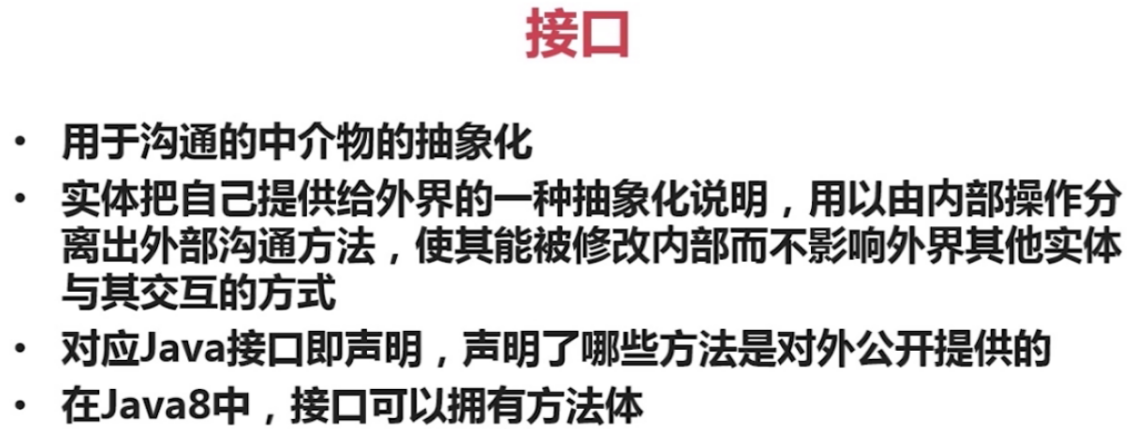 接口
• 用于沟通的中介物的抽象化
• 实体把自己提供给外界的一种抽象化说明，用以由内部操作分
离出外部沟通方法，使其能被修改内部而不影响外界其他实体
与其交互的方式
• 对应Java接口即声明，声明了哪些方法是对外公开提供的
• 在Java8中，接口可以拥有方法体